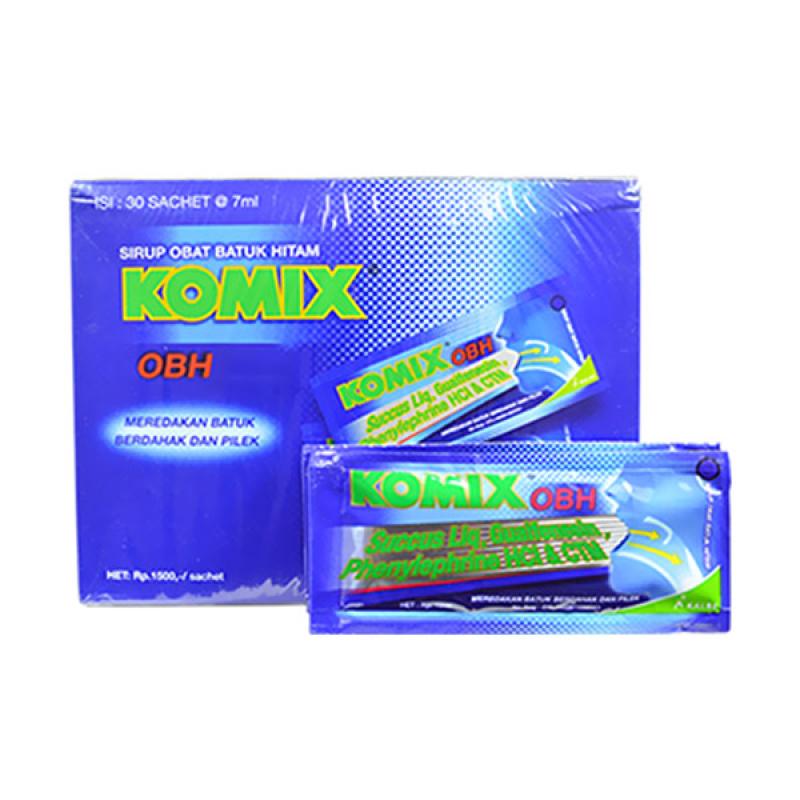 ISI : 30 SACHET @ 7ml
SIRUP OBAT BATUK HITAM
KOMIX®
OBH
MEREDAKAN BATUK
BERDAHAK DAN PILEK
HET: Rp.1500,-/ sachet
KOMIX OBH
Succus Liq, Guaifenesin,
Phenylephrine HCl & CTM
KOMIX OBH
Succus Liq, Guaifenesin,
Phenylephrine HCl & CTM
MEREDAKAN BATUK BERDAHAK DAN PILEK
KALBE